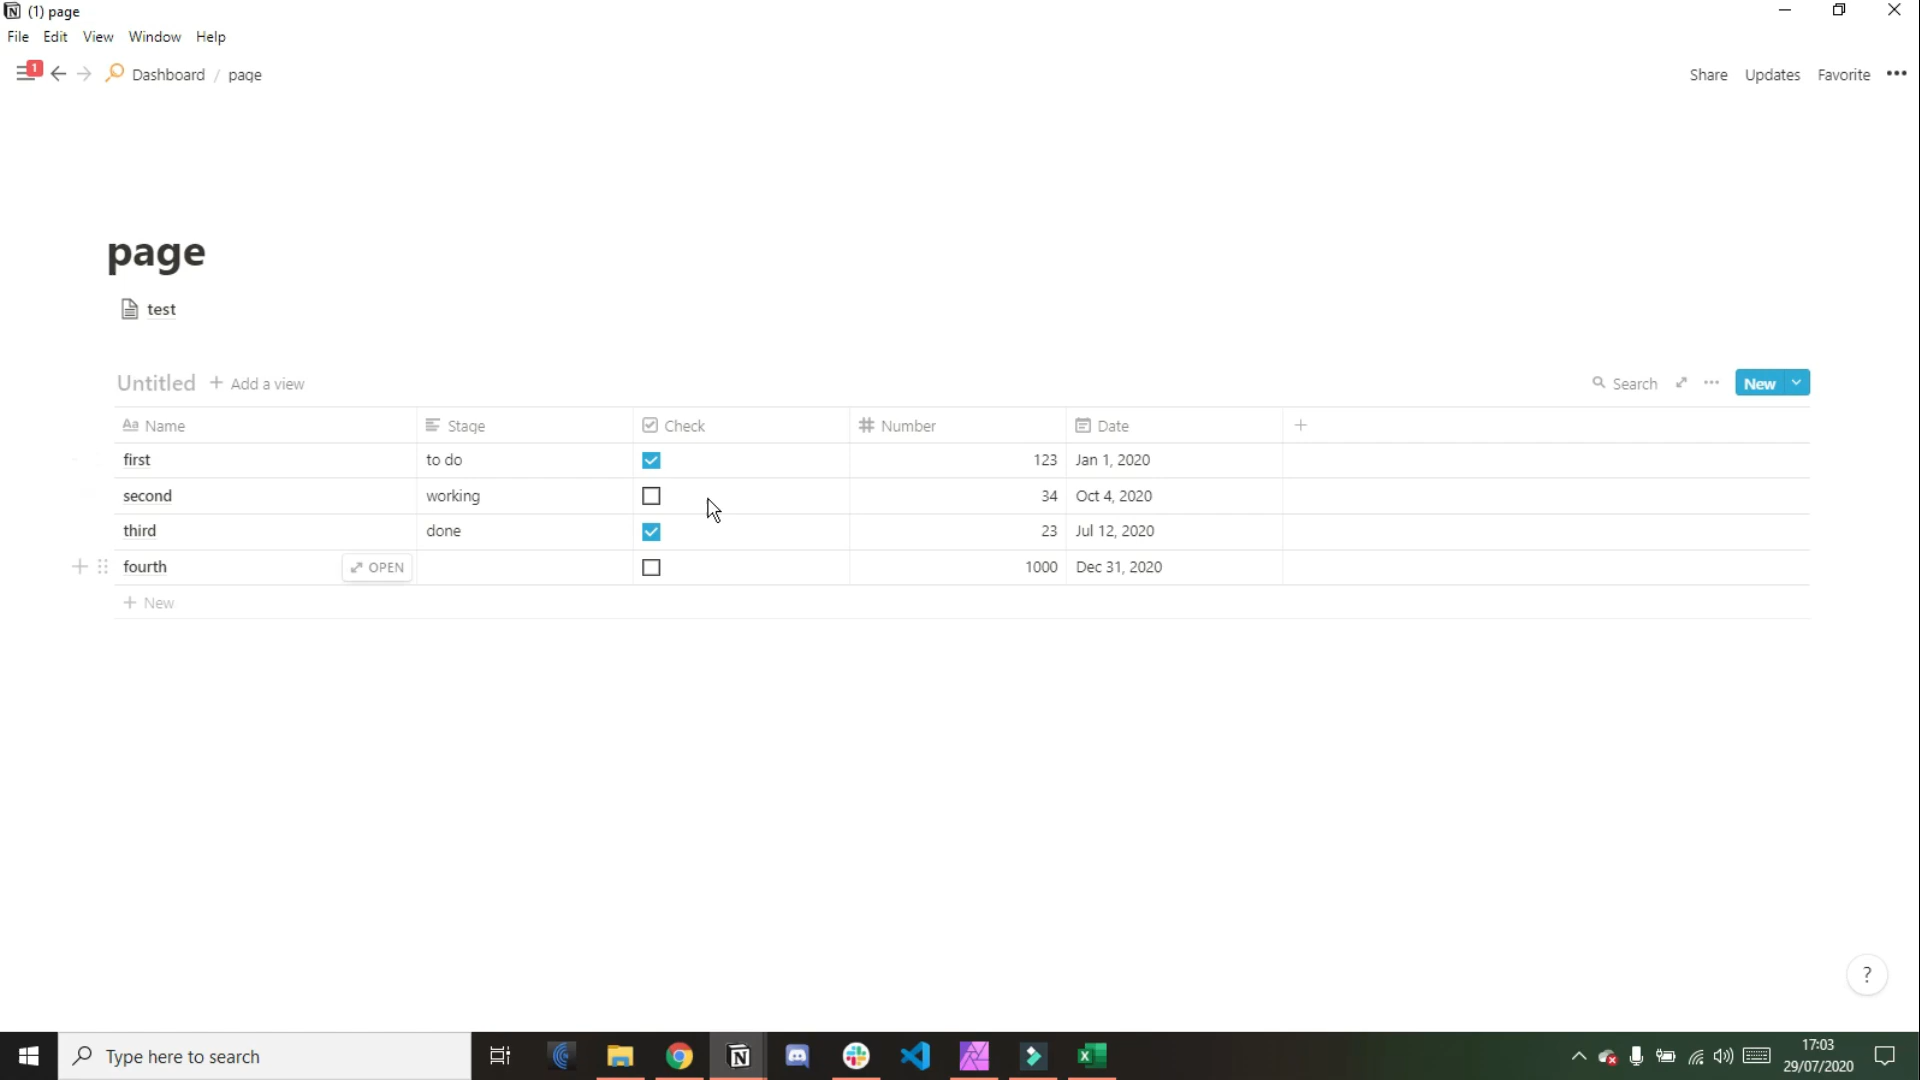 (1) page
File Edit View Window Help
1 Dashboard / page Share Updates Favorite •••
page
test
Untitled + Add a view Search ••• New
Aa Name Stage Check # Number Date +
first to do 123 Jan 1, 2020
second working 34 Oct 4, 2020
third done 23 Jul 12, 2020
+ fourth OPEN 1000 Dec 31, 2020
+ New
?
Type here to search 17:03
29/07/2020